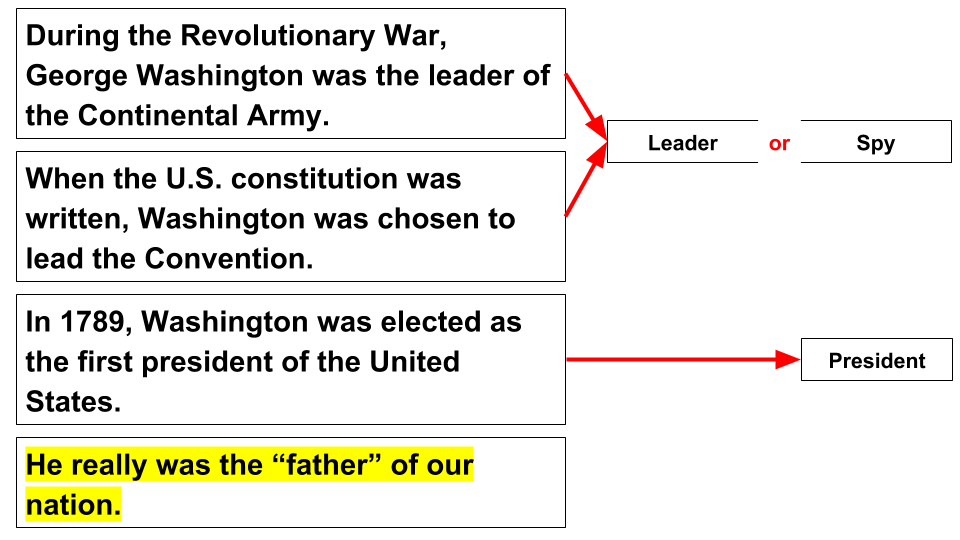 During the Revolutionary War,
George Washington was the leader of
the Continental Army.
When the U.S. constitution was
written, Washington was chosen to
lead the Convention.
Leader or Spy
In 1789, Washington was elected as
the first president of the United
States.
President
He really was the “father” of our
nation.